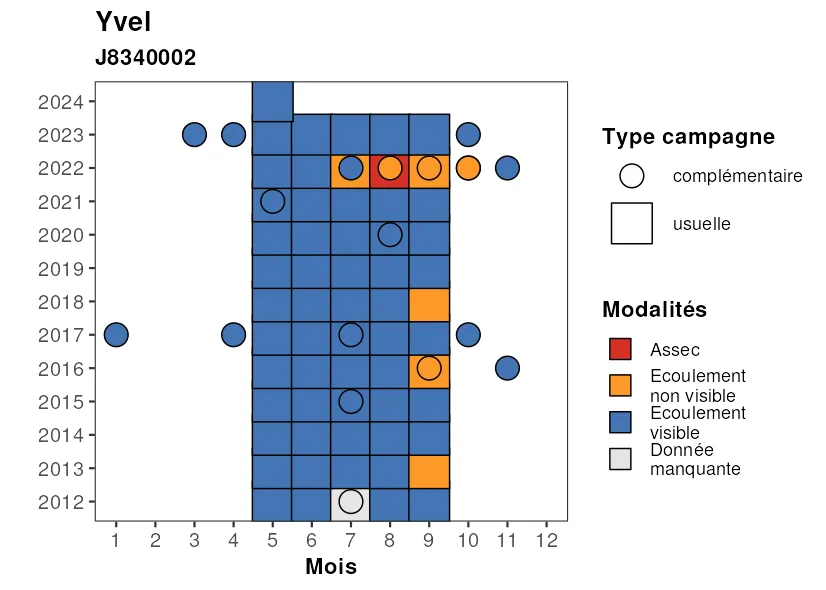 Yvel
J8340002
2024
2023
2022
2021
2020
2019
2018
2017
2016
2015
2014
2013
2012
1 2 3 4 5 6 7 8 9 10 11 12
Mois
Type campagne
complémentaire
usuelle
Modalités
Assec
Ecoulement
non visible
Ecoulement
visible
Donnée
manquante